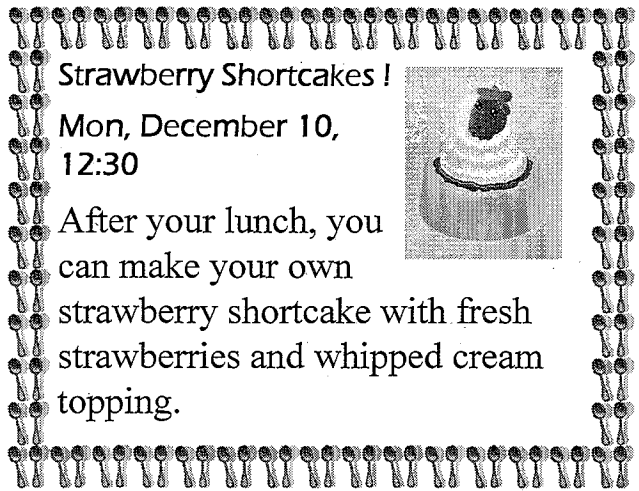 Strawberry Shortcakes !
Mon, December 10,
12:30
After your lunch, you
can make your own
strawberry shortcake with fresh
strawberries and whipped cream
topping.